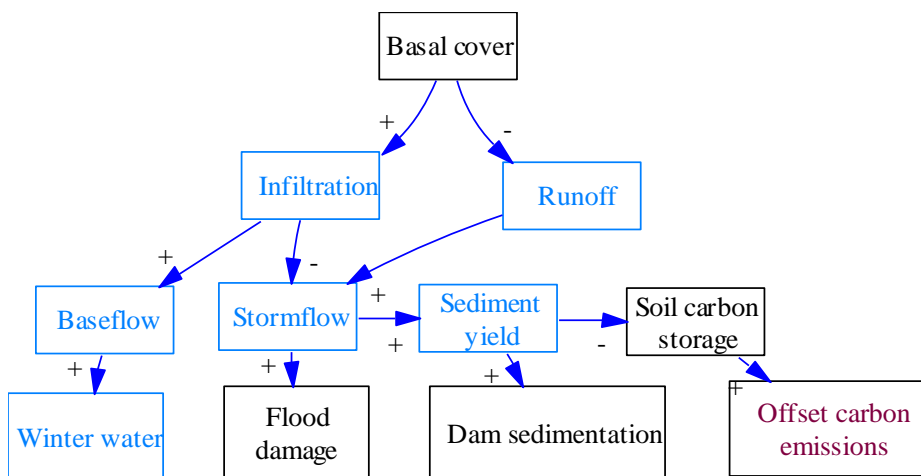 Basal cover
+
-
Infiltration
Runoff
+
-
Baseflow
Stormflow
+
+
Sediment
yield
Soil carbon
storage
-
+
+
+
+
Winter water
Flood
damage
Dam sedimentation
Offset carbon
emissions